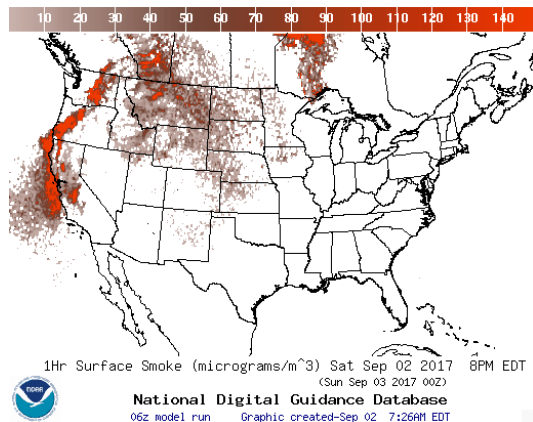 10 20 30 40 50 60 70 80 90 100 110 120 130 140
1Hr Surface Smoke (micrograms/m^3) Sat Sep 02 2017 8PM EDT
(Sun Sep 03 2017 00Z)
NOAA
National Digital Guidance Database
06z model run Graphic created-Sep 02 7:26AM EDT